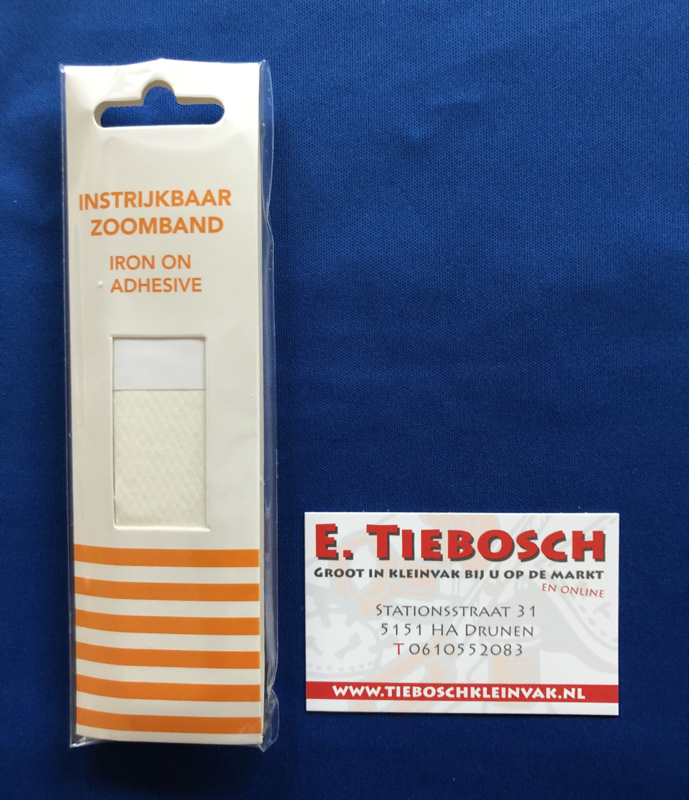 INSTRIJKBAAR
ZOOMBAND
IRON ON
ADHESIVE
E. TIEBOSCH
GROOT IN KLEINVAK BIJ U OP DE MARKT
EN ONLINE
STATIONSSTRAAT 31
5151 HA DRUNEN
T 0610552083
WWW.TIEBOSCHKLEINVAK.NL